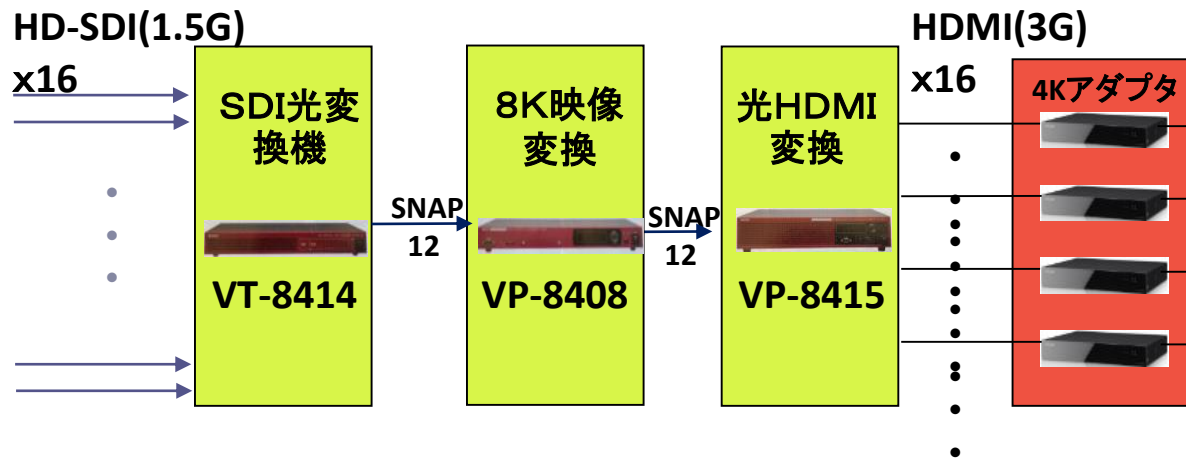 HD-SDI(1.5G)
x16
SDI光変
換機
VT-8414
SNAP
12
8K映像
変換
VP-8408
SNAP
12
光HDMI
変換
VP-8415
HDMI(3G)
x16
4Kアダプタ